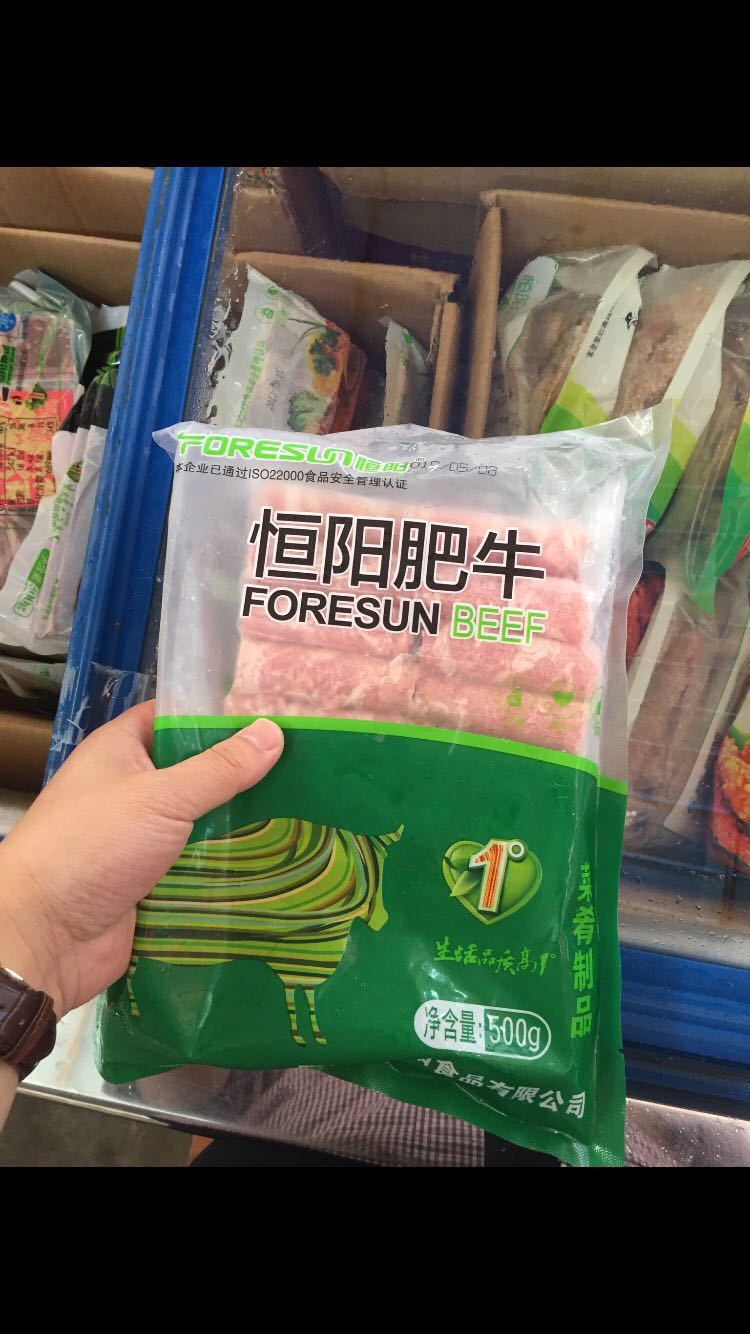 FORESUN 恒阳®
本企业已通过ISO22000食品安全管理认证
恒阳肥牛
FORESUN BEEF
1°
生活品质高1°
菜肴制品
净含量:500g
食品有限公司